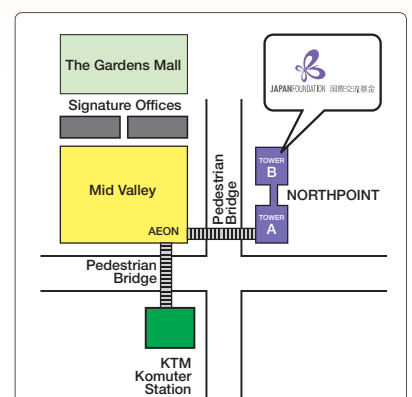 The Gardens Mall
Signature Offices
JAPANFOUNDATION 国際交流基金
Mid Valley
AEON
Pedestrian
Bridge
TOWER
B
NORTHPOINT
TOWER
A
Pedestrian
Bridge
KTM
Komuter
Station